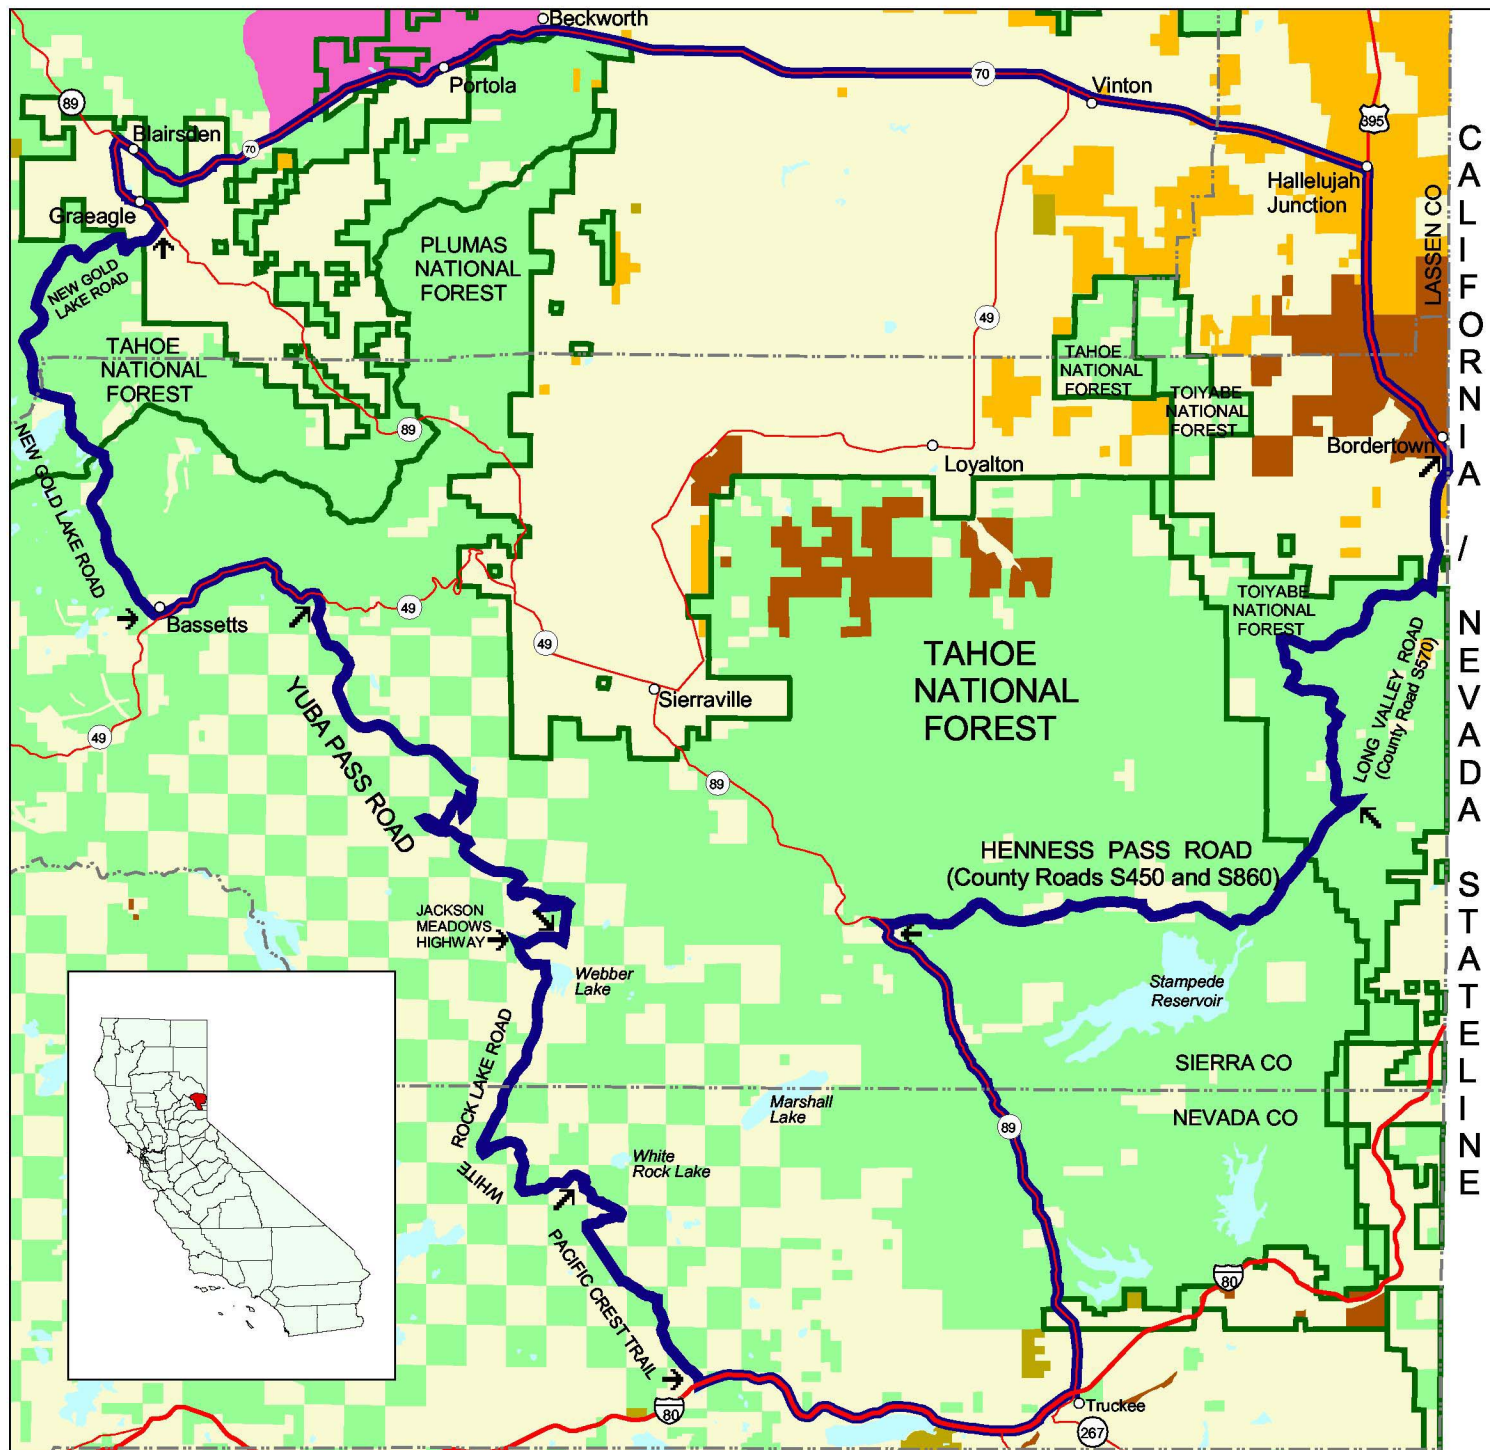 Beckworth
Portola
70
Vinton
89
395
Blairsden
70
Hallelujah
Junction
Graeagle
LASSEN CO
PLUMAS
NATIONAL
FOREST
NEW GOLD
LAKE ROAD
49
TAHOE
NATIONAL
FOREST
TAHOE
NATIONAL
FOREST
TOIYABE
NATIONAL
FOREST
89
Bordertown
Loyalton
NEW GOLD LAKE ROAD
CALIFORNIA / NEVADA STATELINE
TOIYABE
NATIONAL
FOREST
Bassetts
49
49
TAHOE
NATIONAL
FOREST
LONG VALLEY ROAD
(County Road S570)
Sierraville
49
YUBA PASS ROAD
89
HENNESS PASS ROAD
(County Roads S450 and S860)
JACKSON
MEADOWS
HIGHWAY
Webber
Lake
Stampede
Reservoir
SIERRA CO
WHITE ROCK LAKE ROAD
Marshall
Lake
NEVADA CO
89
White
Rock Lake
PACIFIC CREST TRAIL
80
80
Truckee
267